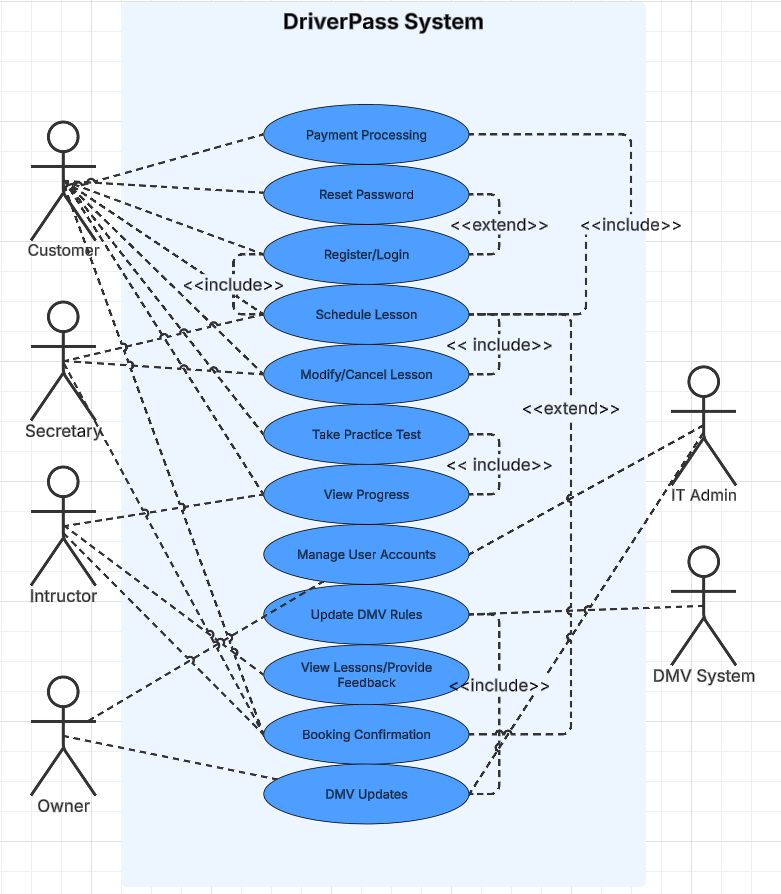 DriverPass System
Payment Processing
Reset Password
<<extend>>
<<include>>
Customer
Register/Login
<<include>>
Schedule Lesson
<< include>>
Modify/Cancel Lesson
<<extend>>
Secretary
Take Practice Test
<< include>>
View Progress
IT Admin
Manage User Accounts
Intructor
Update DMV Rules
View Lessons/Provide
Feedback
<<include>>
DMV System
Booking Confirmation
DMV Updates
Owner